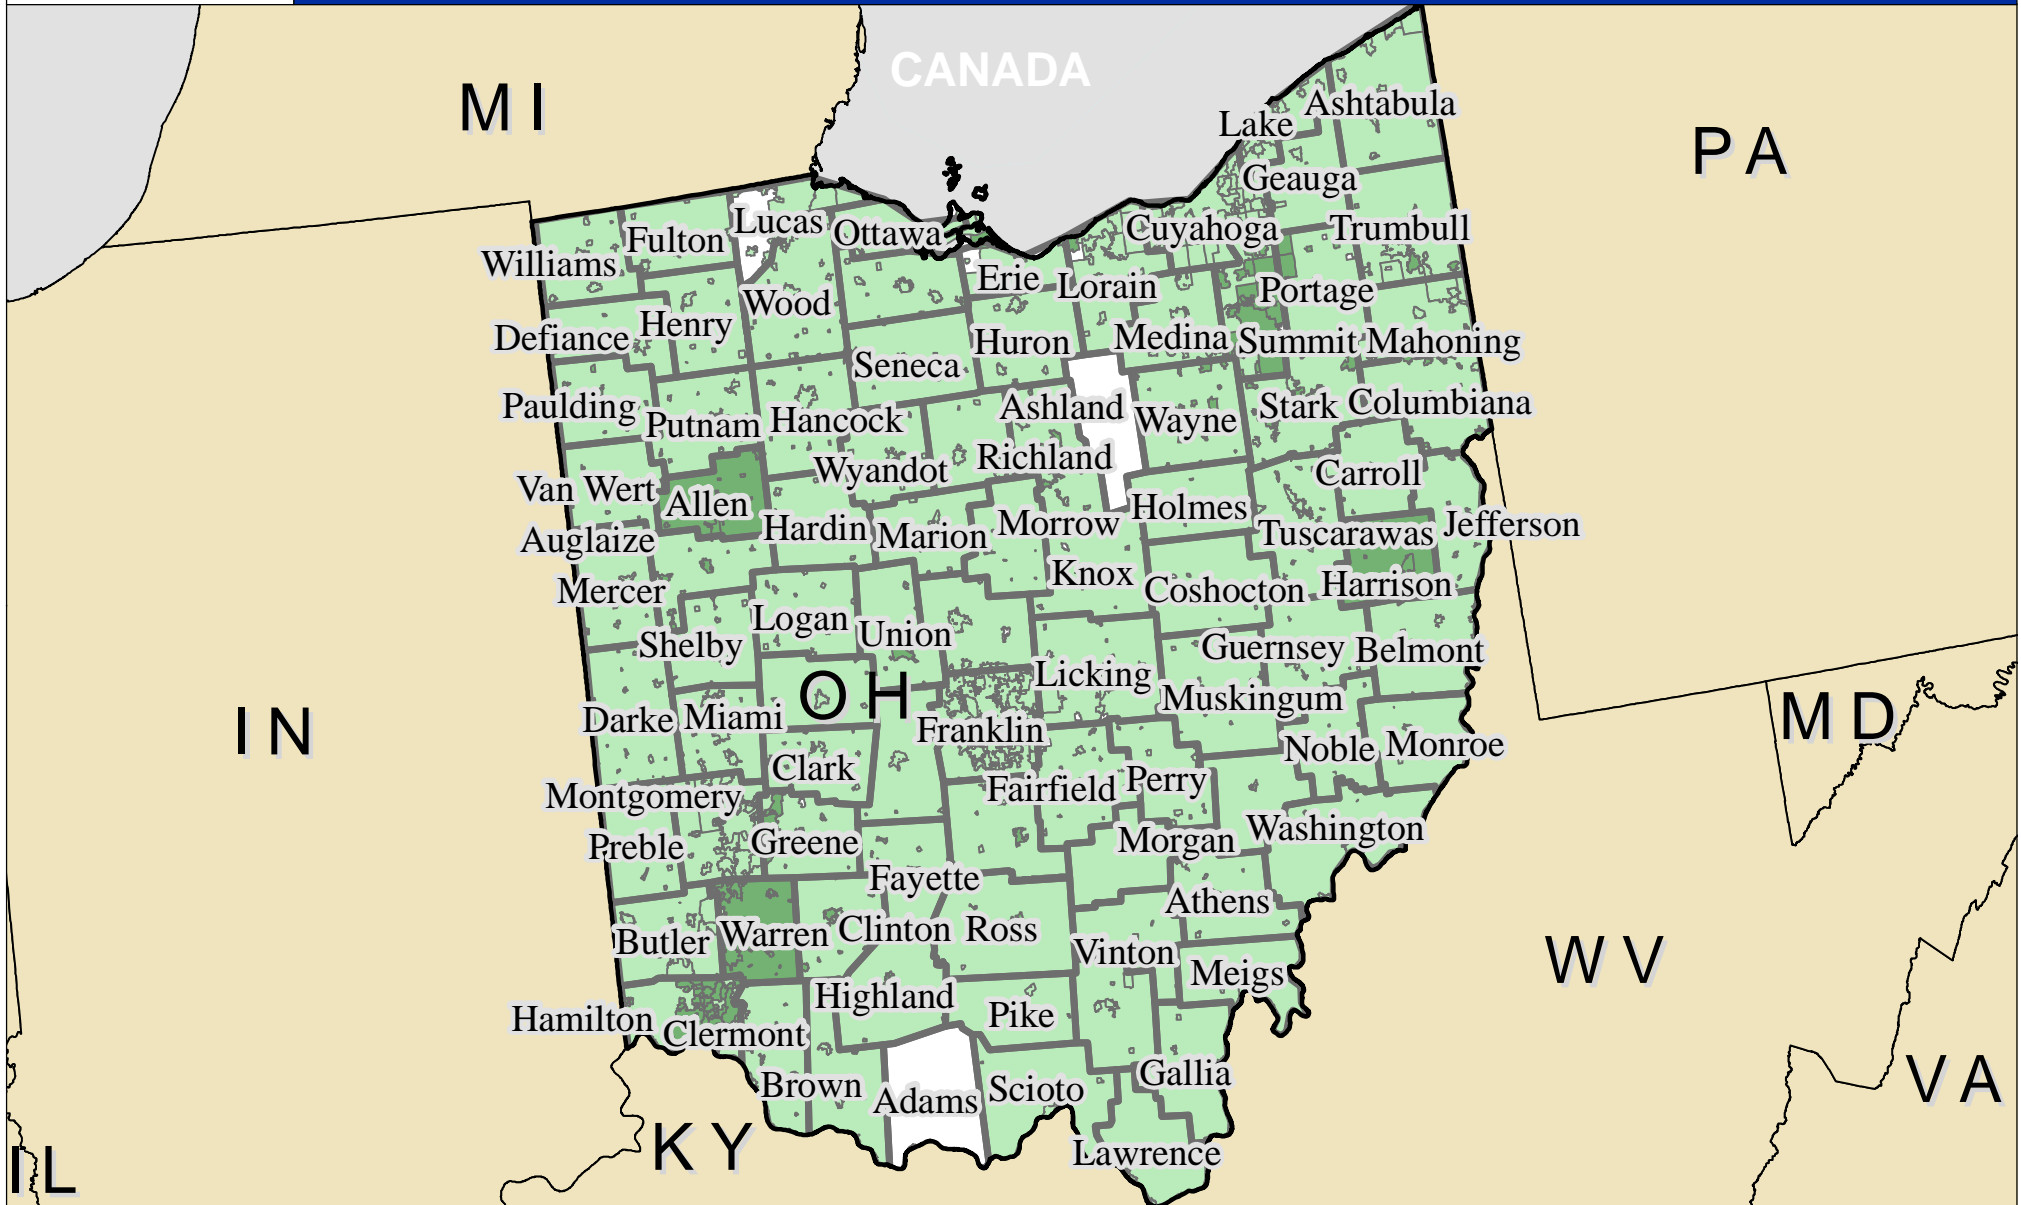 CANADA
MI
PA
Ashtabula
Lake
Geauga
Lucas
Ottawa
Cuyahoga
Trumbull
Fulton
Williams
Erie
Lorain
Portage
Wood
Henry
Defiance
Huron
Medina
Summit
Mahoning
Seneca
Paulding
Putnam
Hancock
Ashland
Wayne
Stark
Columbiana
Wyandot
Richland
Carroll
Van Wert
Allen
Holmes
Auglaize
Hardin
Marion
Morrow
Tuscarawas
Jefferson
Mercer
Knox
Coshocton
Harrison
Logan
Union
Shelby
Guernsey
Belmont
Licking
OH
Muskingum
IN
Darke
Miami
Franklin
MD
Noble
Monroe
Clark
Montgomery
Fairfield
Perry
Preble
Greene
Morgan
Washington
Fayette
Athens
Butler
Warren
Clinton
Ross
Vinton
Meigs
WV
Highland
Hamilton
Clermont
Pike
Brown
Adams
Scioto
Gallia
VA
KY
Lawrence
IL